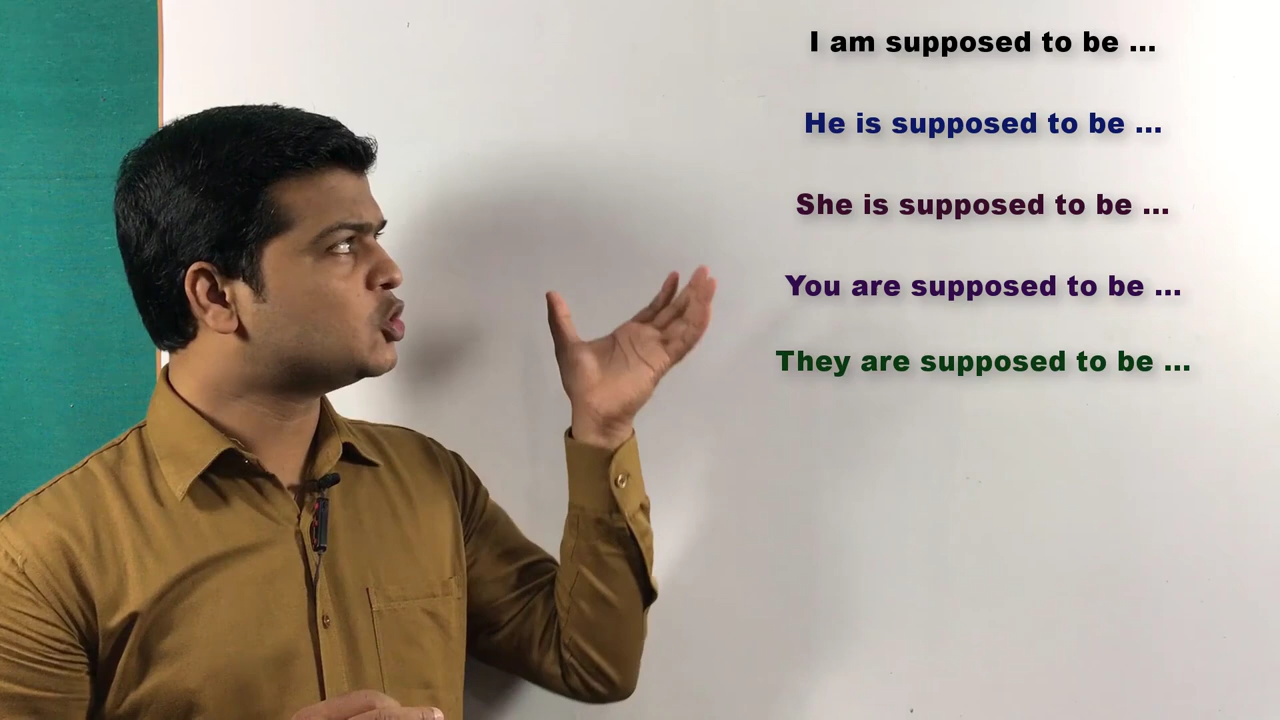 I am supposed to be ...
He is supposed to be ...
She is supposed to be ...
You are supposed to be ...
They are supposed to be ...